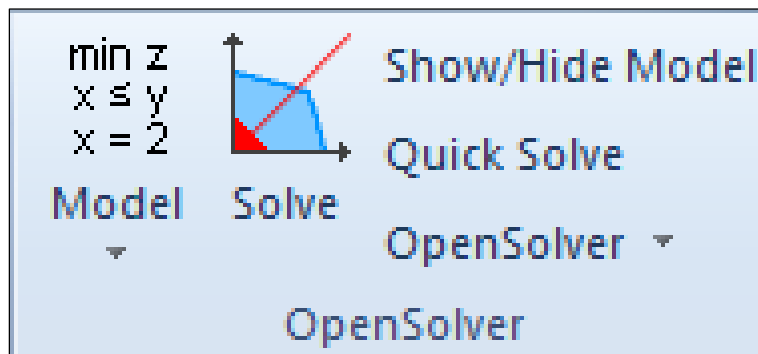 min z
x ≤ y
x = 2
Model
Solve
Show/Hide Model
Quick Solve
OpenSolver
OpenSolver